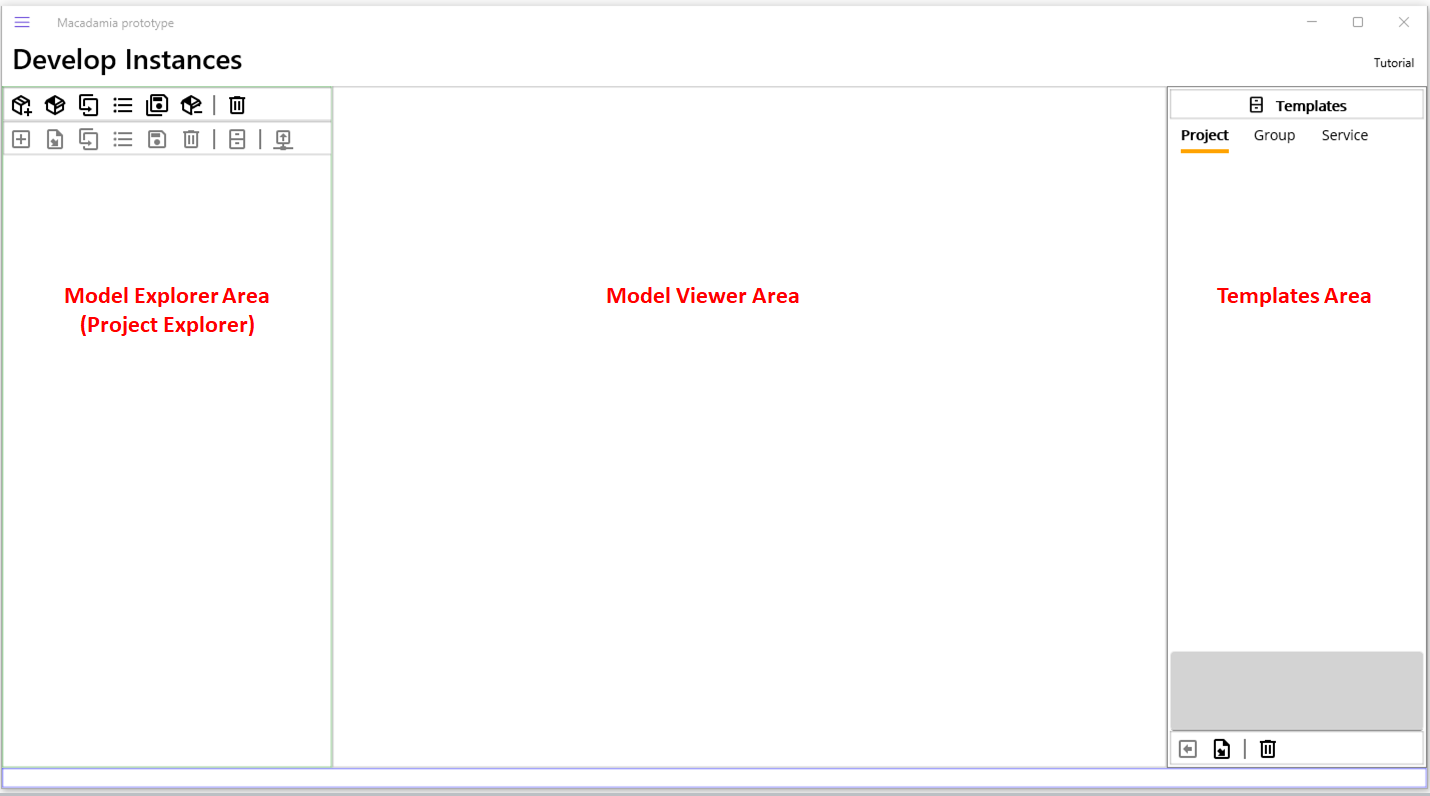 Macadamia prototype
Develop Instances
Tutorial
Templates
Project Group Service
Model Explorer Area
(Project Explorer)
Model Viewer Area
Templates Area